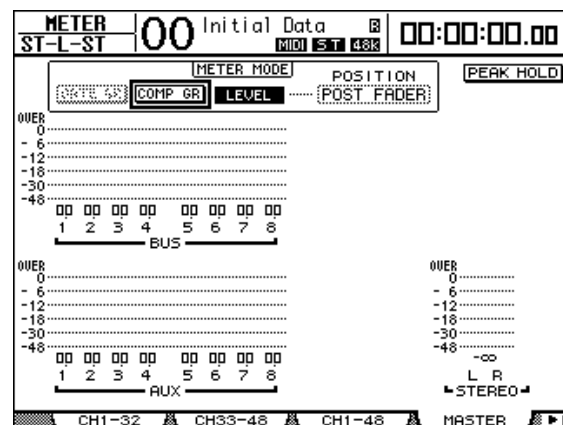 METER
ST-L-ST
00 Initial Data
MIDI ST 48k
00:00:00.00
METER MODE
GATE GR COMP GR LEVEL
POSITION
POST FADER
PEAK HOLD
OVER
0
- 6
-12
-18
-30
-48
00 00 00 00 00 00 00 00
1 2 3 4 5 6 7 8
BUS
OVER
0
- 6
-12
-18
-30
-48
00 00 00 00 00 00 00 00
1 2 3 4 5 6 7 8
AUX
OVER
0
- 6
-12
-18
-30
-48
-∞
L R
STEREO
CH1-32 CH33-48 CH1-48 MASTER